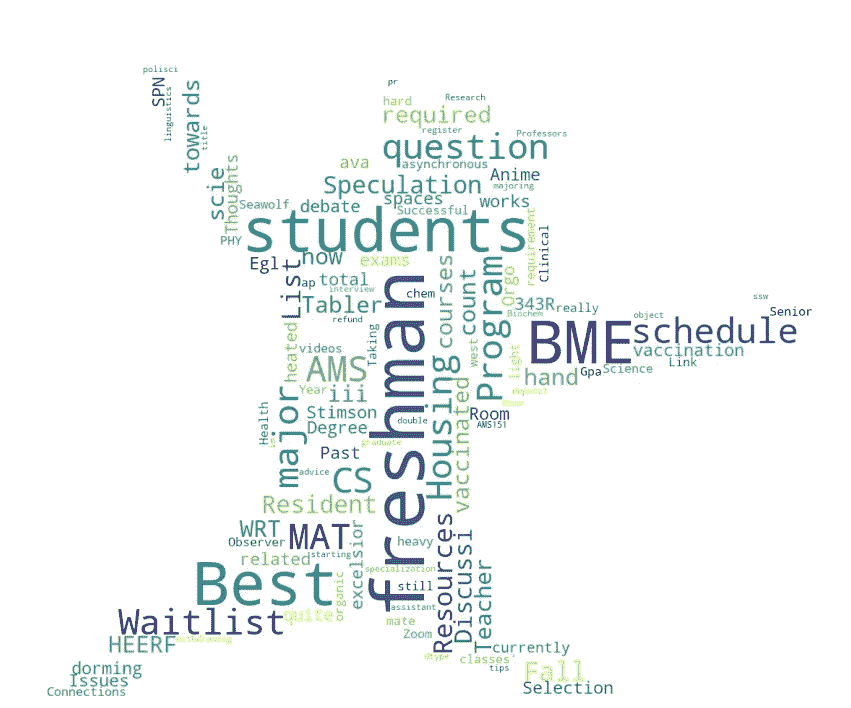 polisci
SPN
linguistics
towards
title
pr
hard
Research
required
register
Professors
question
ava
asynchronous
scie
Thoughts
Speculation
Anime
majoring
Seawolf
debate
spaces
Successful
works
PHY
students
requirement
Clinical
Egl
now
exams
List
ap
total
interview
chem
courses
count
Program
Orgo
Tabler
refund
freshman
343R
really
Biochem
object
ssw
Senior
heated
videos
Taking
west
light
BME
schedule
vaccination
AMS
Housing
hand
Gpa
Science
Link
Year
iii
vaccinated
deposit
major
Stimson
double
Room
Health
Degree
AMS151
graduate
Past
advice
CS
Resident
WRT
MAT
Observer
excelsior
heavy
Resources
Discussi
related
starting
Best
specialization
organic
still
Teacher
Waitlist
quite
assistant
mate
Zoom
HEERF
withdrawing
currently
classes'
dorming
tips
Fall
Issues
Connections
Selection